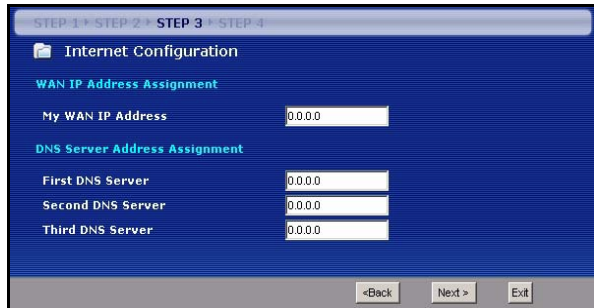 STEP 1 ▸ STEP 2 ▸ STEP 3 ▸ STEP 4
Internet Configuration
WAN IP Address Assignment
My WAN IP Address 0.0.0.0
DNS Server Address Assignment
First DNS Server 0.0.0.0
Second DNS Server 0.0.0.0
Third DNS Server 0.0.0.0
<Back Next > Exit